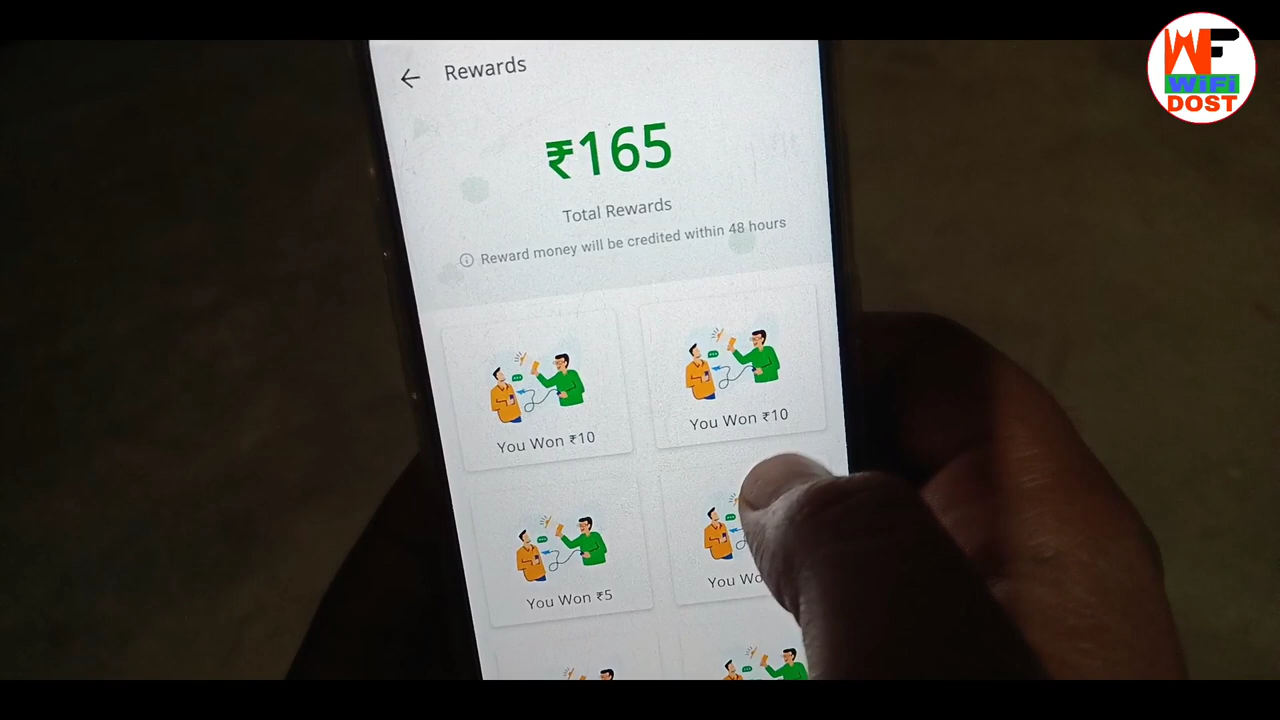 Rewards
₹165
Total Rewards
Reward money will be credited within 48 hours
You Won ₹10
You Won ₹10
You Won ₹5
You
WF
WiFi
DOST